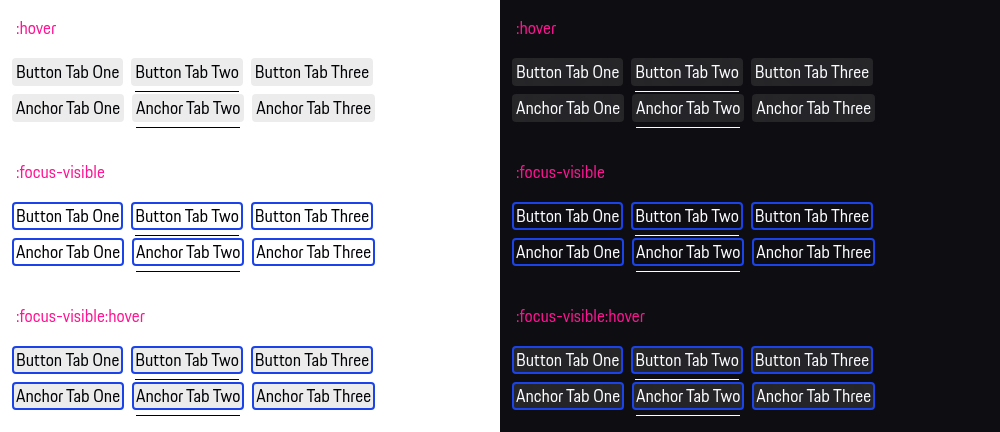 :hover
Button Tab One Button Tab Two Button Tab Three
Anchor Tab One Anchor Tab Two Anchor Tab Three
:focus-visible
Button Tab One Button Tab Two Button Tab Three
Anchor Tab One Anchor Tab Two Anchor Tab Three
:focus-visible:hover
Button Tab One Button Tab Two Button Tab Three
Anchor Tab One Anchor Tab Two Anchor Tab Three
:hover
Button Tab One Button Tab Two Button Tab Three
Anchor Tab One Anchor Tab Two Anchor Tab Three
:focus-visible
Button Tab One Button Tab Two Button Tab Three
Anchor Tab One Anchor Tab Two Anchor Tab Three
:focus-visible:hover
Button Tab One Button Tab Two Button Tab Three
Anchor Tab One Anchor Tab Two Anchor Tab Three